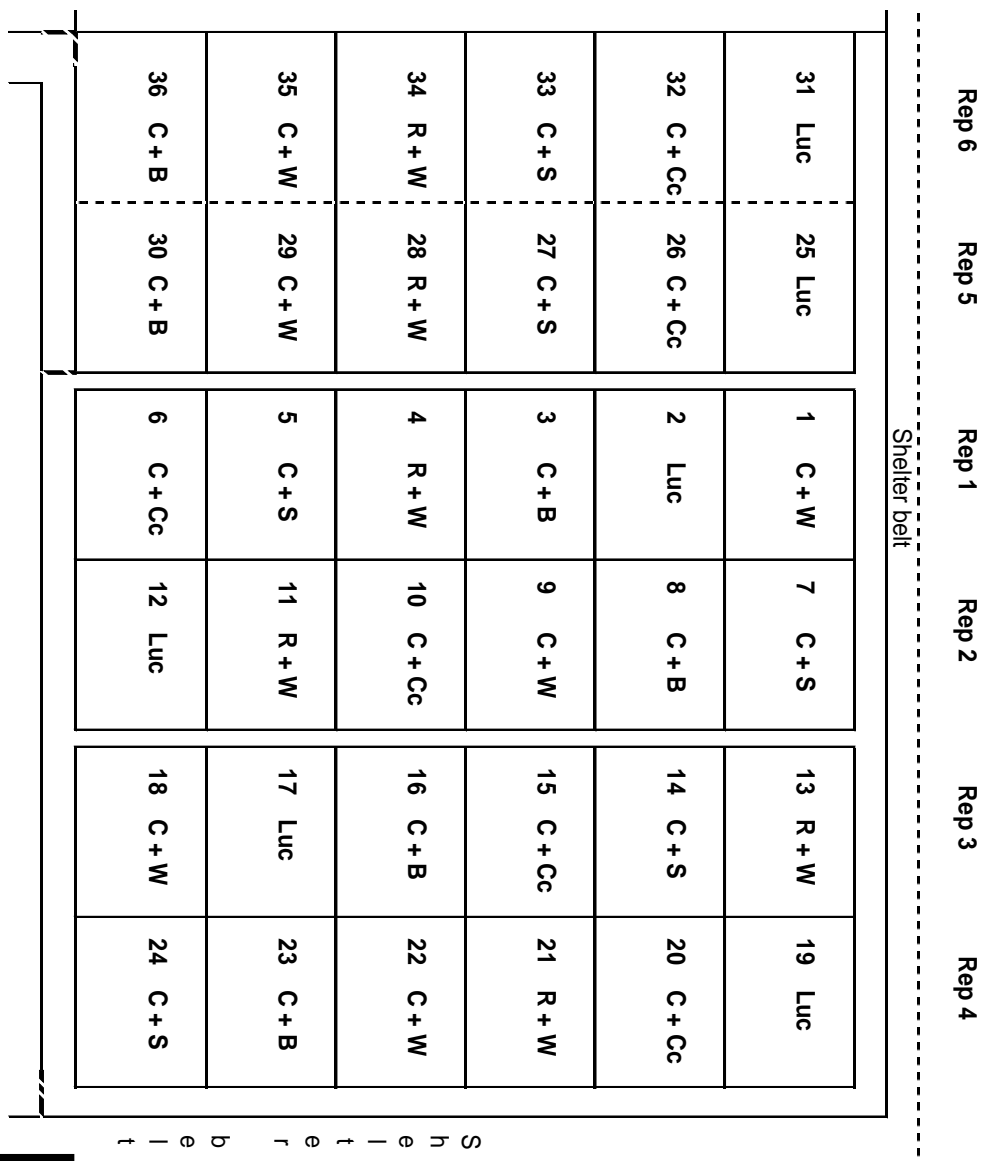 Rep 6
Rep 5
Rep 1
Rep 2
Rep 3
Rep 4
Shelter belt
31 Luc
25 Luc
1 C + W
7 C + S
13 R + W
19 Luc
32 C + Cc
26 C + Cc
2 Luc
8 C + B
14 C + S
20 C + Cc
33 C + S
27 C + S
3 C + B
9 C + W
15 C + Cc
21 R + W
34 R + W
28 R + W
4 R + W
10 C + Cc
16 C + B
22 C + W
35 C + W
29 C + W
5 C + S
11 R + W
17 Luc
23 C + B
36 C + B
30 C + B
6 C + Cc
12 Luc
18 C + W
24 C + S
Shelter belt